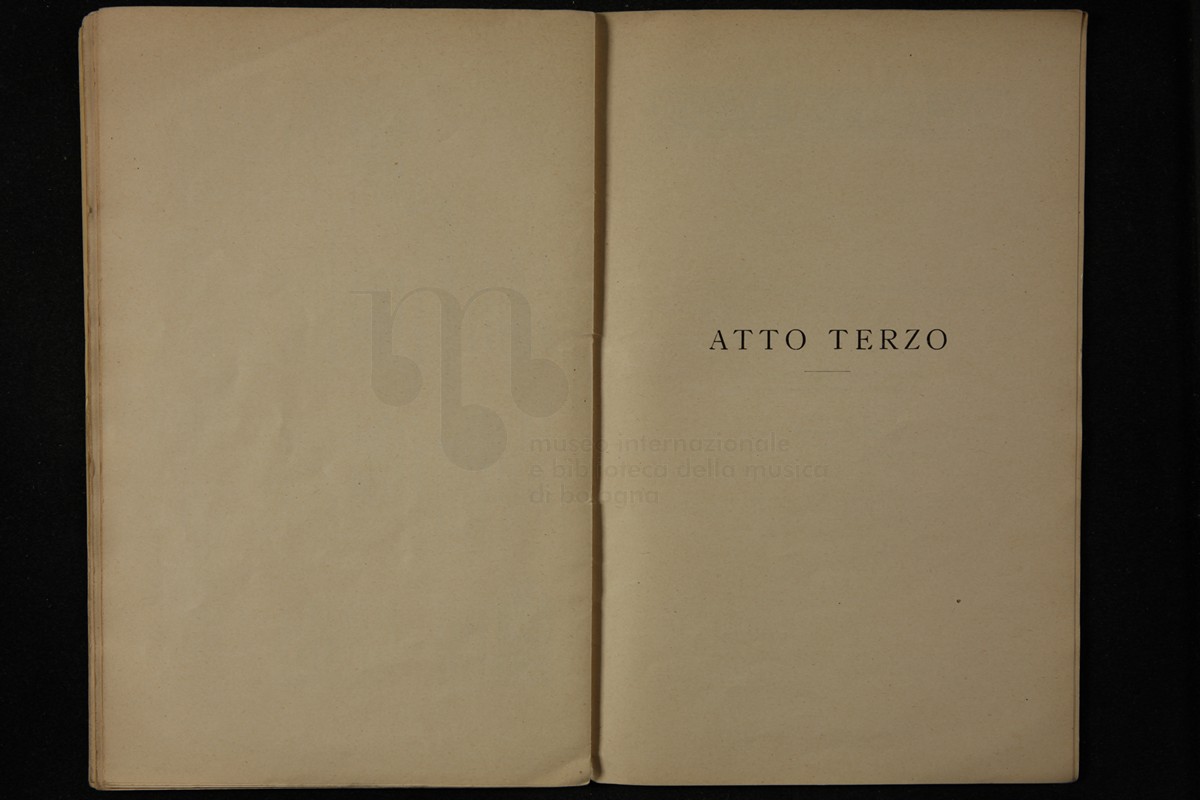 ATTO TERZO
museo internazionale
e biblioteca della musica
di bologna